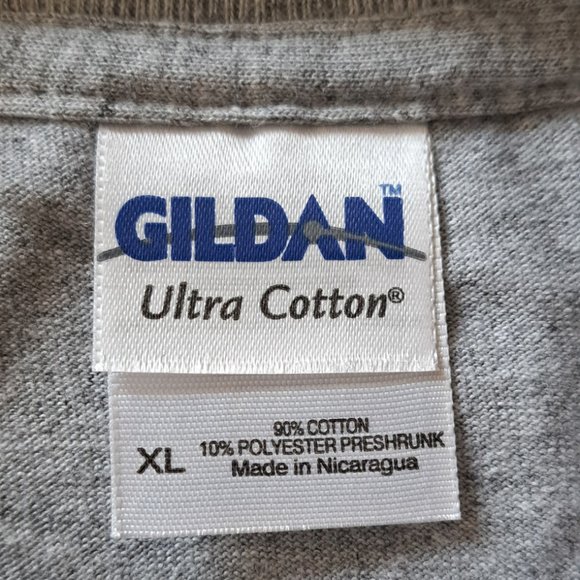 GILDAN™
Ultra Cotton®
XL
90% COTTON
10% POLYESTER PRESHRUNK
Made in Nicaragua